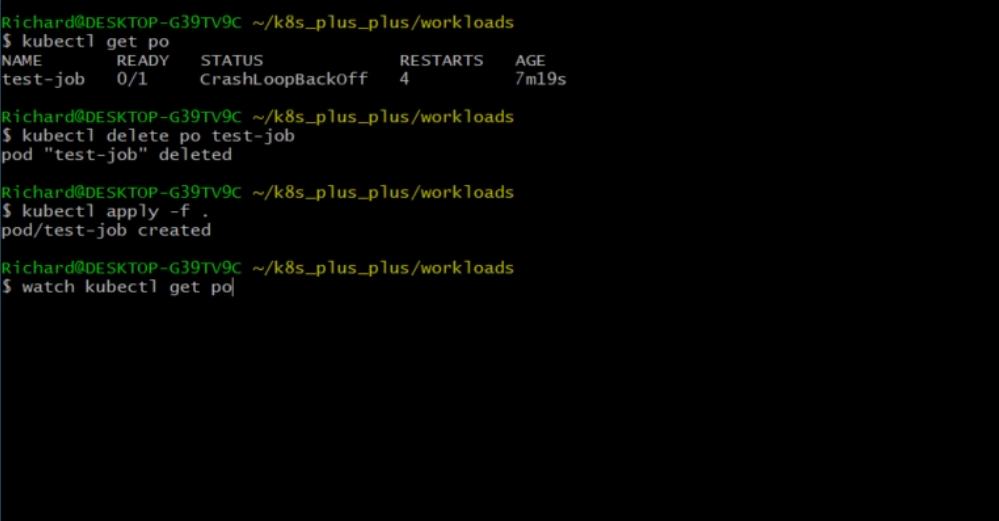 Richard@DESKTOP-G39TV9C ~/k8s_plus_plus/workloads
$ kubectl get po
NAME       READY   STATUS             RESTARTS   AGE
test-job   0/1     CrashLoopBackOff   4          7m19s
Richard@DESKTOP-G39TV9C ~/k8s_plus_plus/workloads
$ kubectl delete po test-job
pod "test-job" deleted
Richard@DESKTOP-G39TV9C ~/k8s_plus_plus/workloads
$ kubectl apply -f .
pod/test-job created
Richard@DESKTOP-G39TV9C ~/k8s_plus_plus/workloads
$ watch kubectl get po